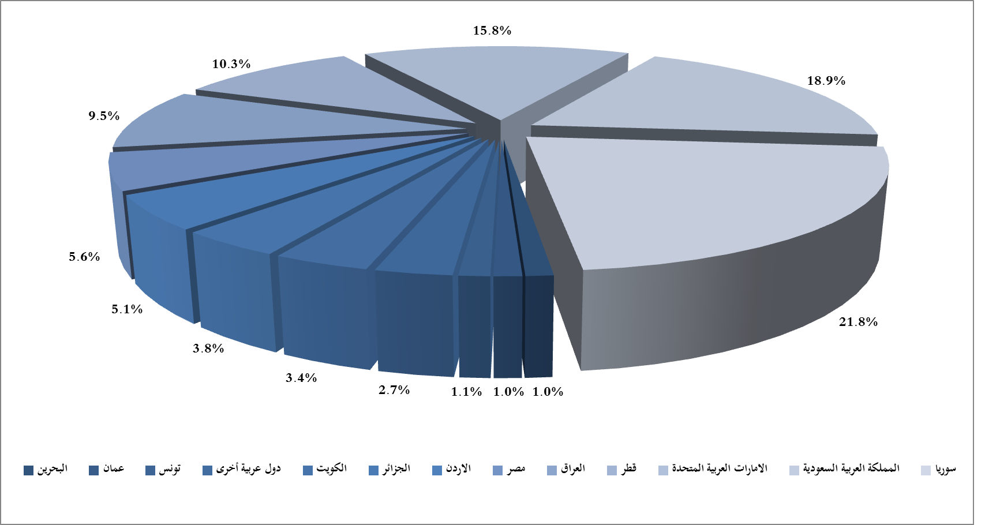 15.8%
10.3%
18.9%
9.5%
5.6%
5.1%
21.8%
3.8%
3.4%
2.7%
1.1%
1.0%
1.0%
سوريا
المملكة العربية السعودية
الامارات العربية المتحدة
قطر
العراق
مصر
الاردن
الجزائر
الكويت
دول عربية أخرى
تونس
عمان
البحرين